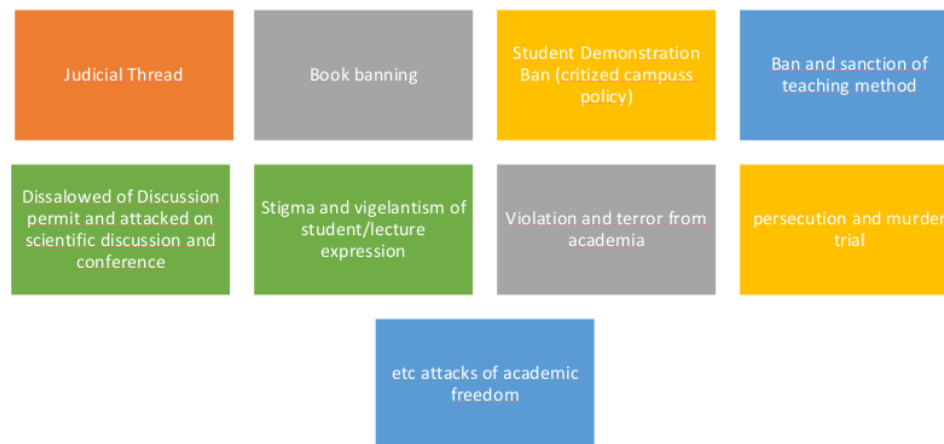 Judicial Thread
Book banning
Student Demonstration
Ban (critized campuss
policy)
Ban and sanction of
teaching method
Dissalowed of Discussion
permit and attacked on
scientific discussion and
conference
Stigma and vigelantism of
student/lecture
expression
Violation and terror from
academia
persecution and murder
trial
etc attacks of academic
freedom